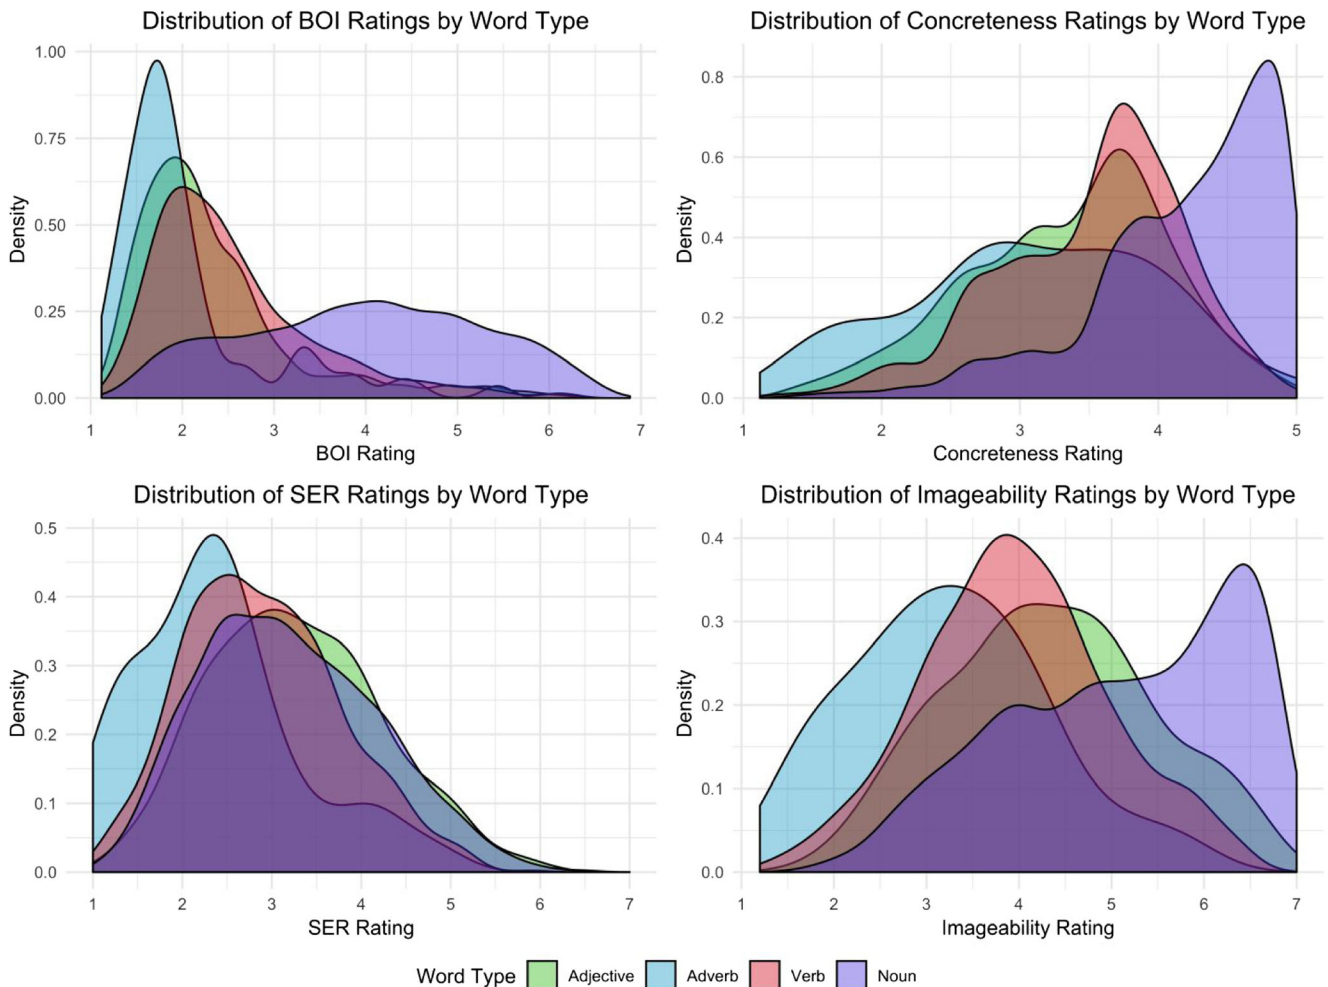 Distribution of BOI Ratings by Word Type
1.00
0.75
0.50
0.25
0.00
Density
1 2 3 4 5 6 7
BOI Rating
Distribution of Concreteness Ratings by Word Type
0.8
0.6
0.4
0.2
0.0
Density
1 2 3 4 5
Concreteness Rating
Distribution of SER Ratings by Word Type
0.5
0.4
0.3
0.2
0.1
0.0
Density
1 2 3 4 5 6 7
SER Rating
Distribution of Imageability Ratings by Word Type
0.4
0.3
0.2
0.1
0.0
Density
1 2 3 4 5 6 7
Imageability Rating
Word Type Adjective Adverb Verb Noun